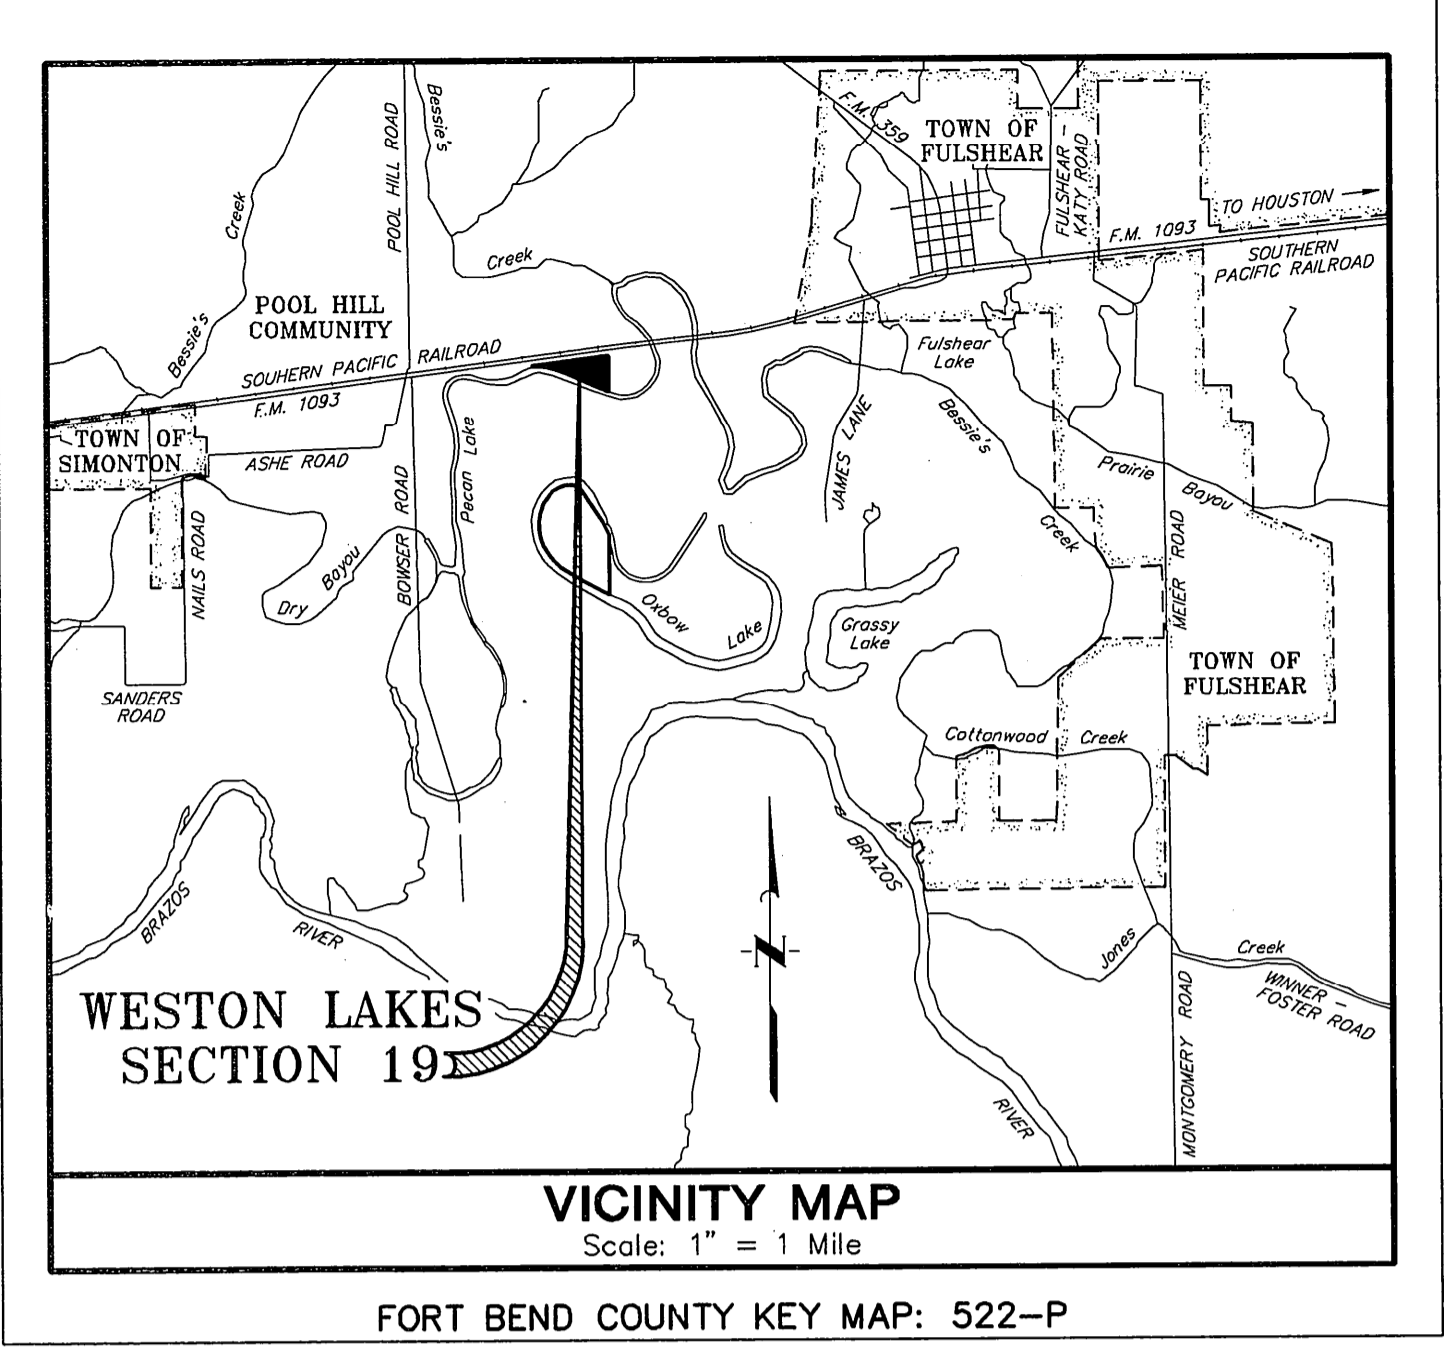 Bessie's
Creek
POOL HILL ROAD
Bessie's
Creek
F.M. 359
TOWN OF
FULSHEAR
FULSHEAR -
KATY ROAD
TO HOUSTON
F.M. 1093
SOUTHERN
PACIFIC RAILROAD
POOL HILL
COMMUNITY
SOUHERN PACIFIC RAILROAD
F.M. 1093
Fulshear
Lake
TOWN OF
SIMONTON
ASHE ROAD
BOWSER ROAD
Pecan Lake
JAMES LANE
Bessie's
Creek
Prairie Bayou
MEIER ROAD
NAILS ROAD
Dry Bayou
Oxbow
Lake
Grassy
Lake
TOWN OF
FULSHEAR
SANDERS
ROAD
Cottonwood Creek
BRAZOS
RIVER
BRAZOS
RIVER
N
Jones
Creek
WINNER -
FOSTER ROAD
MONTGOMERY ROAD
WESTON LAKES
SECTION 19
VICINITY MAP
Scale: 1" = 1 Mile
FORT BEND COUNTY KEY MAP: 522-P